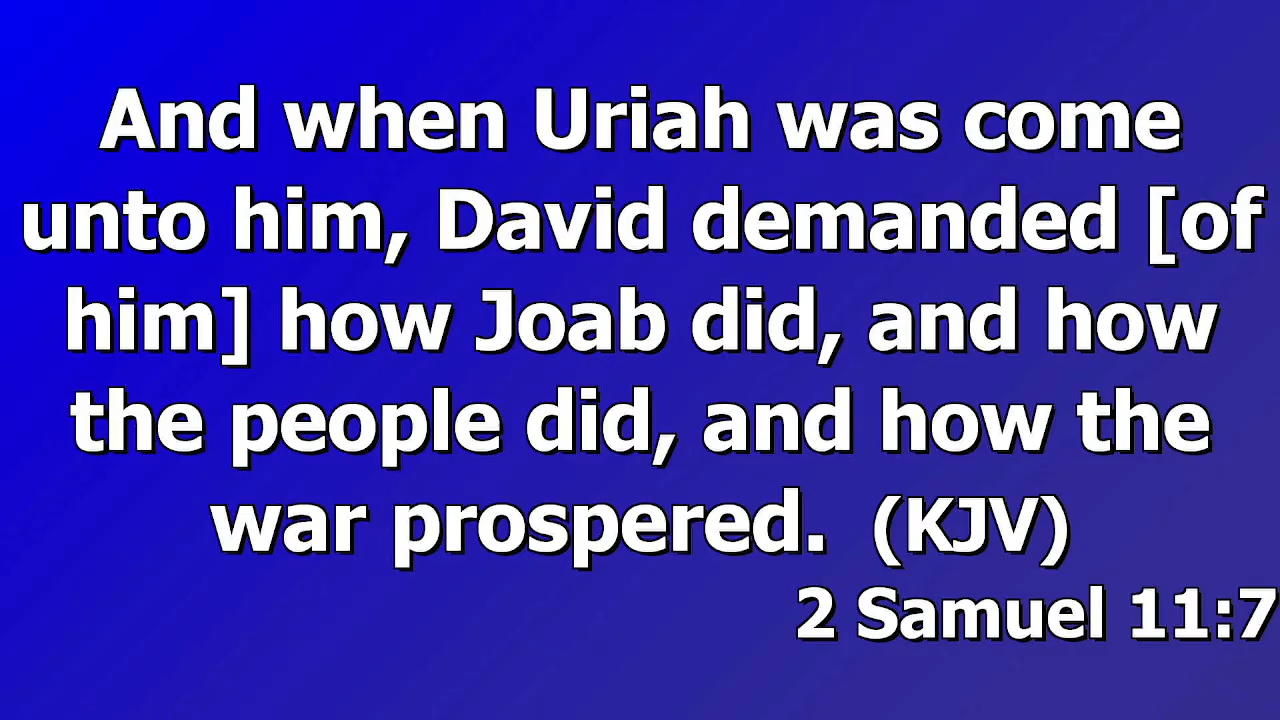 And when Uriah was come
unto him, David demanded [of
him] how Joab did, and how
the people did, and how the
war prospered.  (KJV)
2 Samuel 11:7